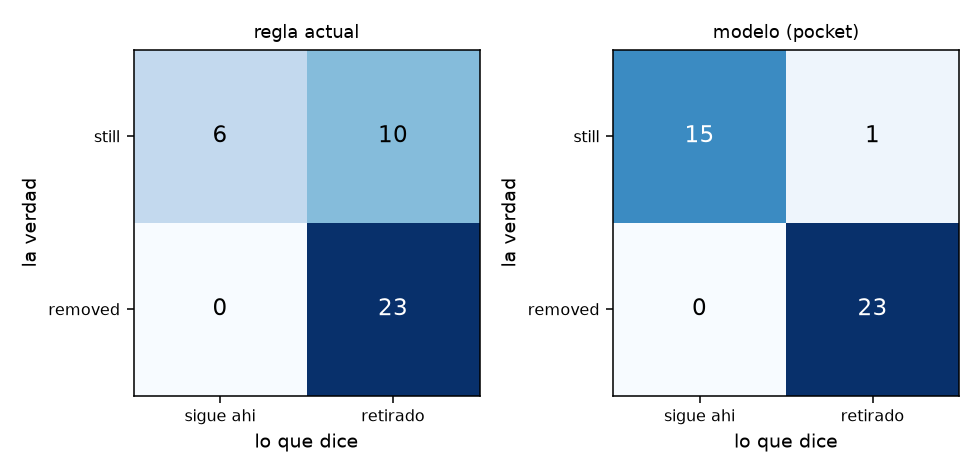 regla actual
la verdad
still
6
10
removed
0
23
sigue ahi
retirado
lo que dice
modelo (pocket)
la verdad
still
15
1
removed
0
23
sigue ahi
retirado
lo que dice